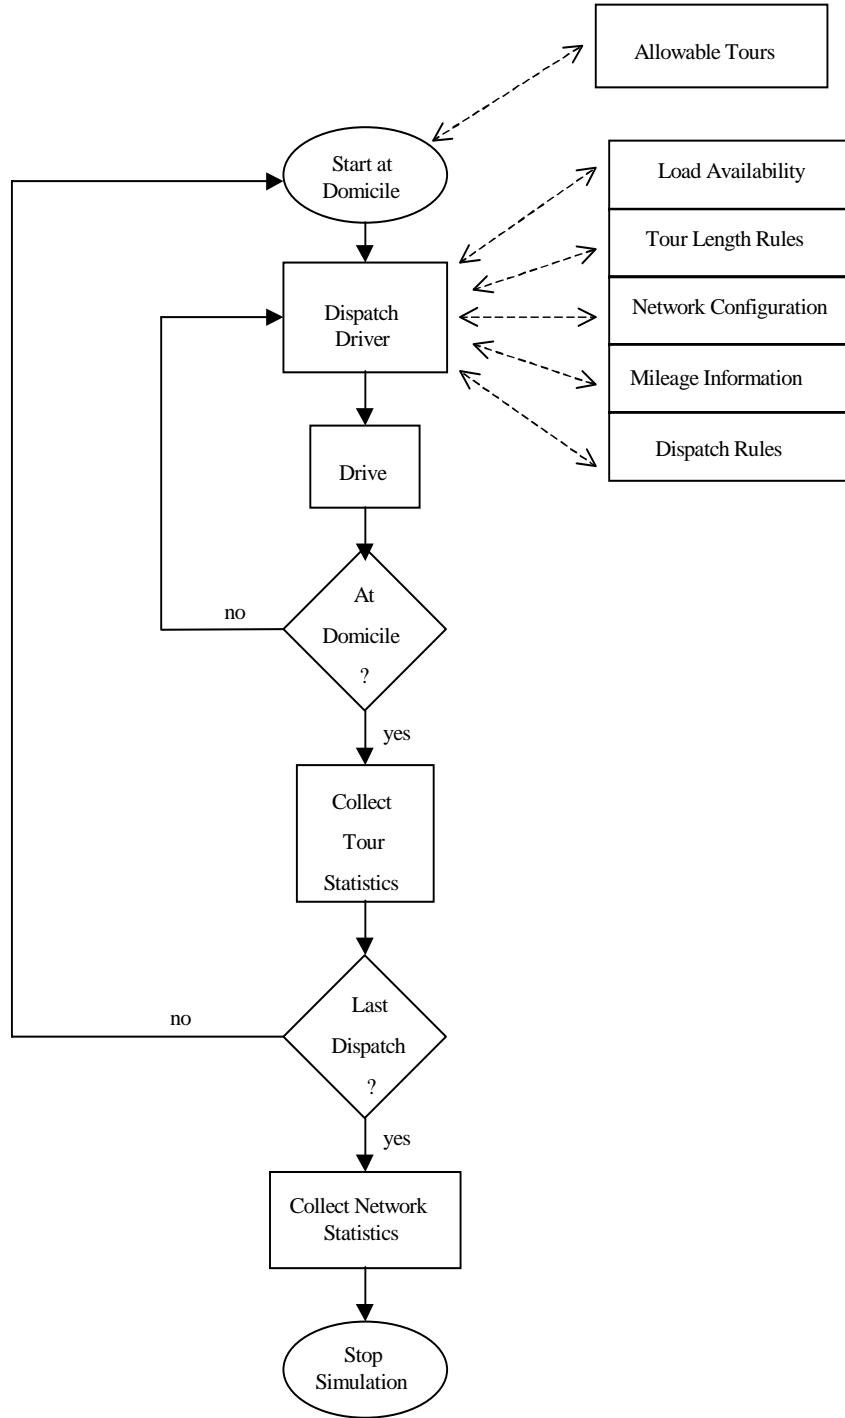 Allowable Tours
Start at
Domicile
Load Availability
Tour Length Rules
Dispatch
Driver
Network Configuration
Mileage Information
Dispatch Rules
Drive
At
Domicile
?
no
yes
Collect
Tour
Statistics
Last
Dispatch
?
no
yes
Collect Network
Statistics
Stop
Simulation